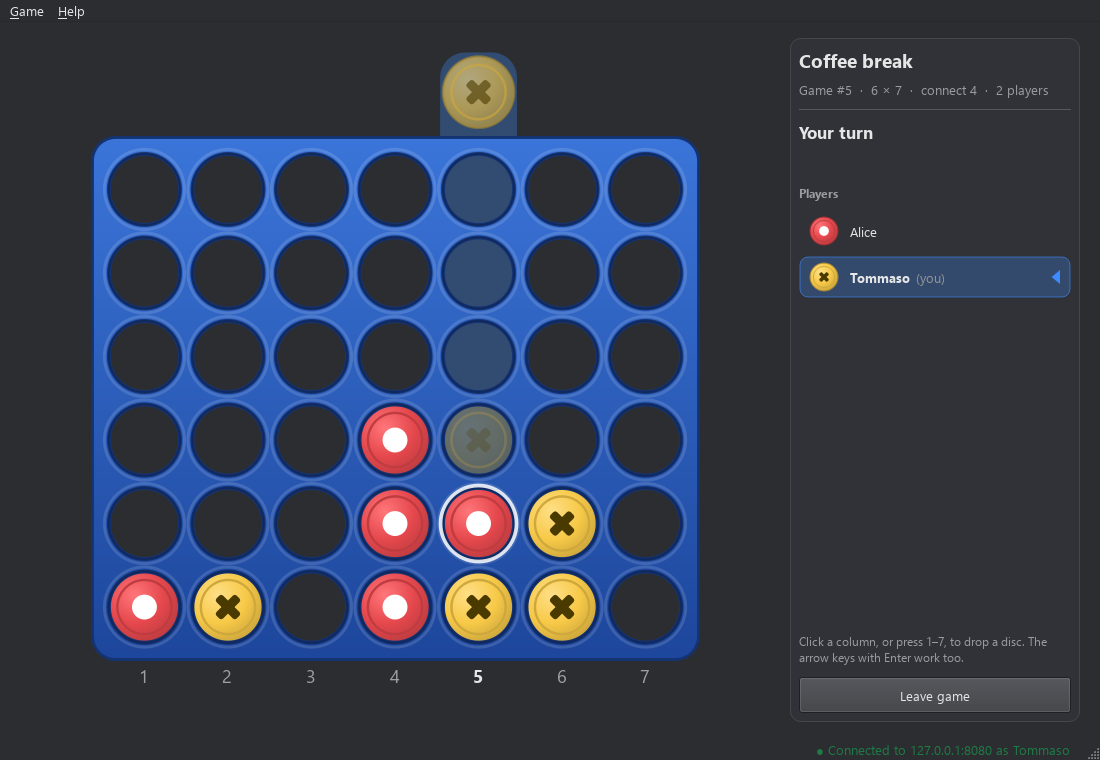 Game Help
Coffee break
Game #5 · 6 × 7 · connect 4 · 2 players
Your turn
Players
Alice
Tommaso (you)
1 2 3 4 5 6 7
Click a column, or press 1–7, to drop a disc. The
arrow keys with Enter work too.
Leave game
● Connected to 127.0.0.1:8080 as Tommaso